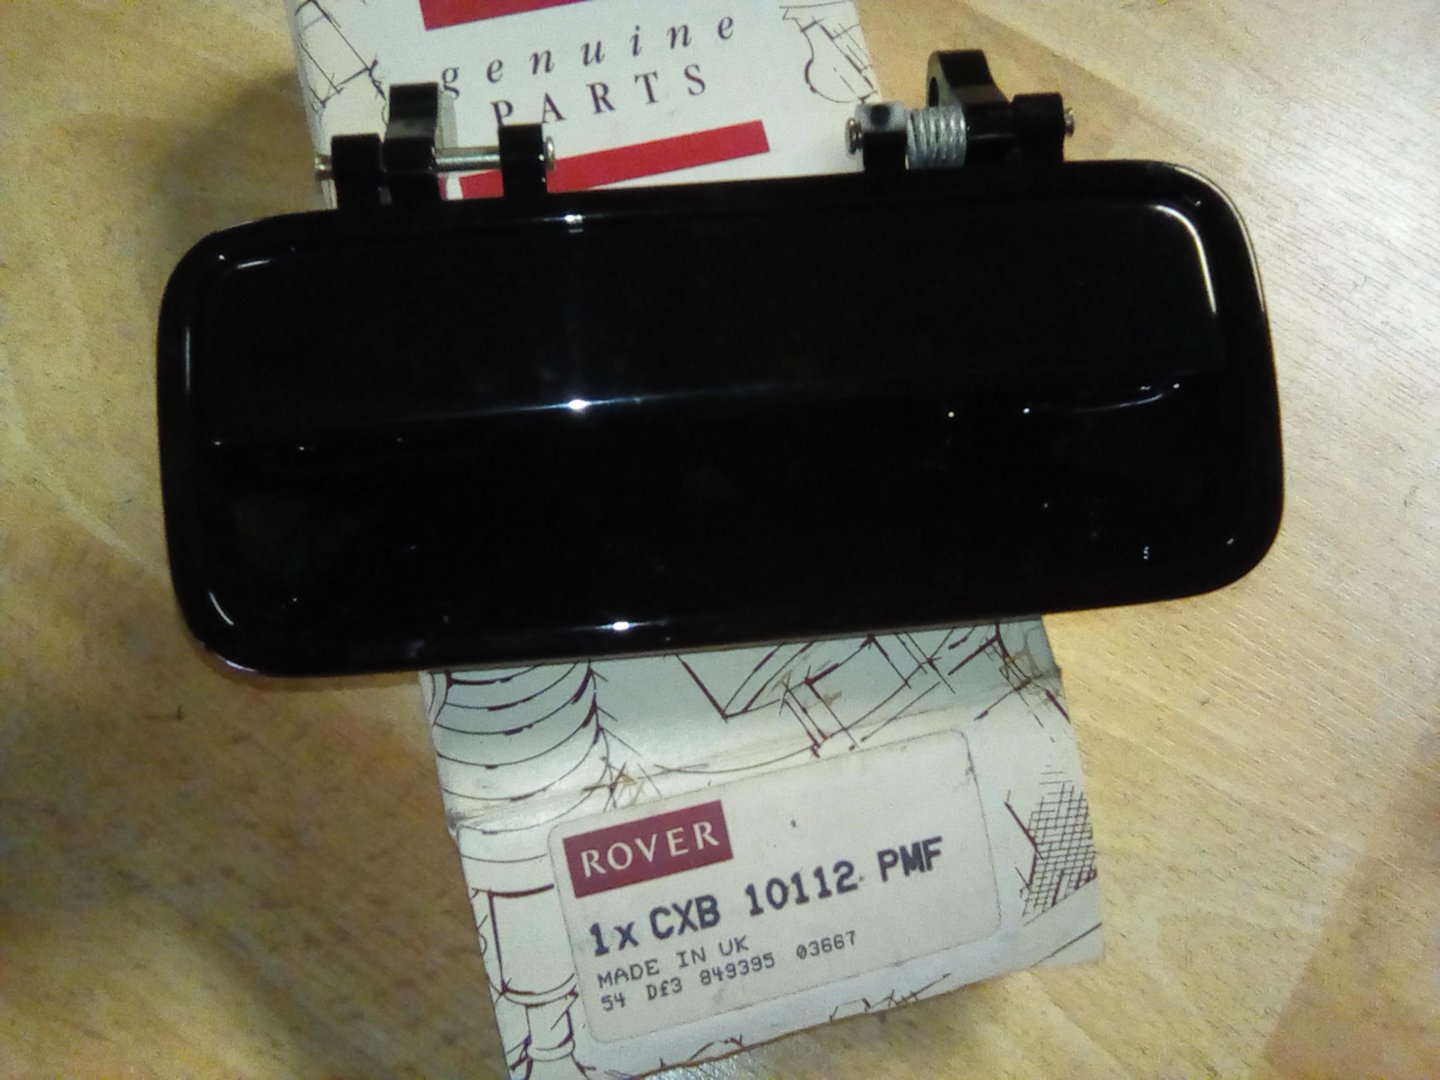 genuine
PARTS
ROVER
1x CXB 10112 PMF
MADE IN UK
54 D£3 849395 03667